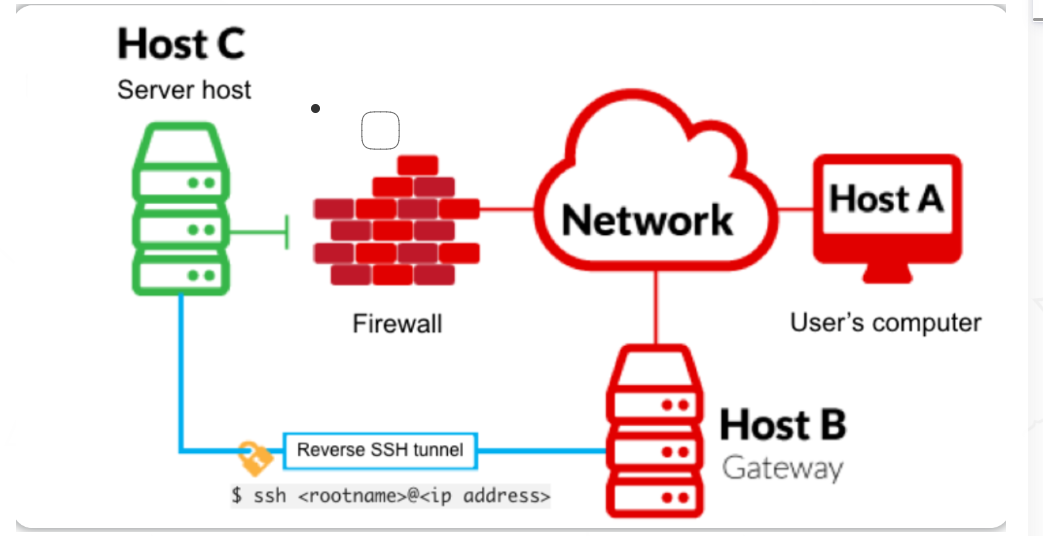 Host C
Server host
Network
Host A
Firewall
User's computer
Reverse SSH tunnel
$ ssh <rootname>@<ip address>
Host B
Gateway